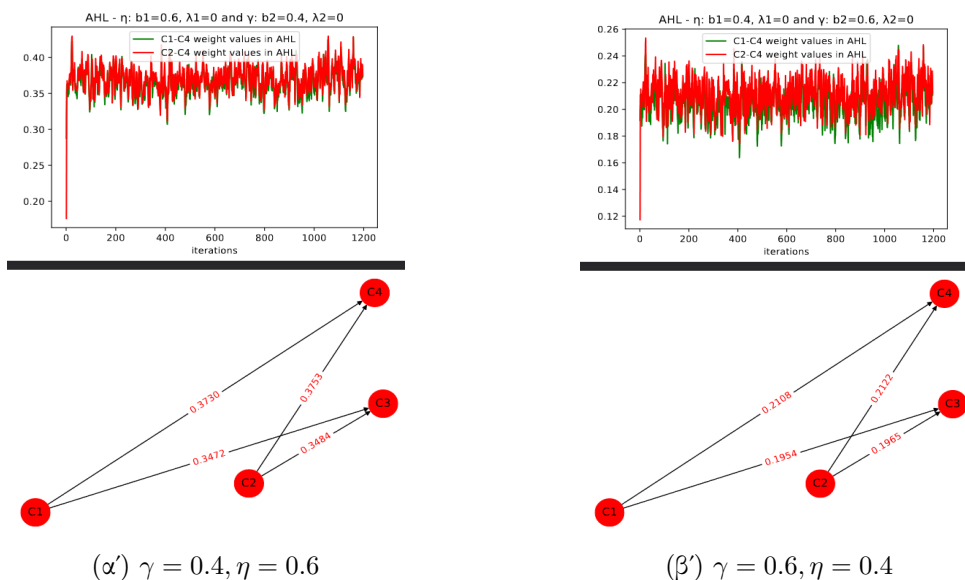 AHL - η: b1=0.6, λ1=0 and γ: b2=0.4, λ2=0
C1-C4 weight values in AHL
C2-C4 weight values in AHL
0.40
0.35
0.30
0.25
0.20
0
200
400
600
800
1000
1200
iterations
C4
0.3730
0.3753
C3
0.3472
0.3484
C2
C1
(α′) γ = 0.4, η = 0.6
AHL - η: b1=0.4, λ1=0 and γ: b2=0.6, λ2=0
C1-C4 weight values in AHL
C2-C4 weight values in AHL
0.26
0.24
0.22
0.20
0.18
0.16
0.14
0.12
0
200
400
600
800
1000
1200
iterations
C4
0.2108
0.2122
C3
0.1954
0.1965
C2
C1
(β′) γ = 0.6, η = 0.4